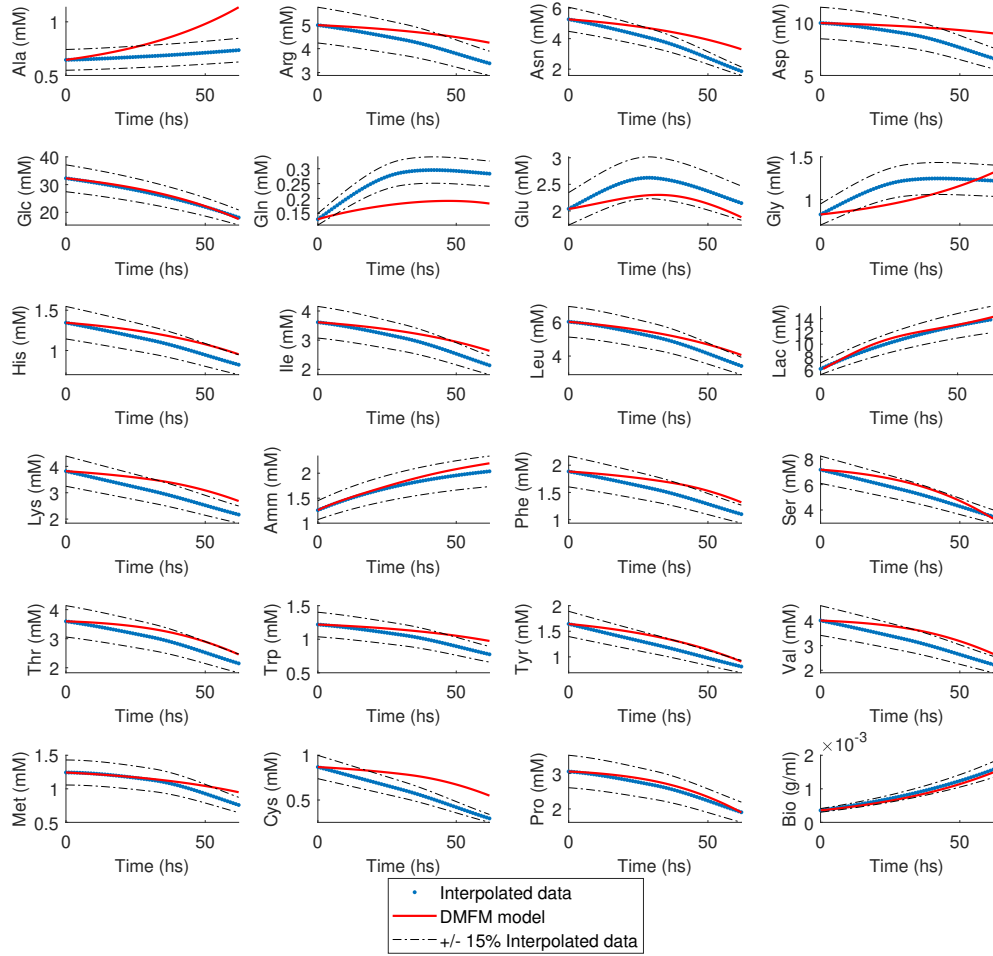 Ala (mM)
1
0.5
0
50
Time (hs)
Arg (mM)
5
4
3
0
50
Time (hs)
Asn (mM)
6
4
2
0
50
Time (hs)
Asp (mM)
10
5
0
50
Time (hs)
Glc (mM)
40
30
20
0
50
Time (hs)
Gln (mM)
0.3
0.25
0.2
0.15
0
50
Time (hs)
Glu (mM)
3
2.5
2
0
50
Time (hs)
Gly (mM)
1.5
1
0
50
Time (hs)
His (mM)
1.5
1
0
50
Time (hs)
Ile (mM)
4
3
2
0
50
Time (hs)
Leu (mM)
6
4
0
50
Time (hs)
Lac (mM)
14
12
10
8
6
0
50
Time (hs)
Lys (mM)
4
3
2
0
50
Time (hs)
Amm (mM)
2
1.5
1
0
50
Time (hs)
Phe (mM)
2
1.5
1
0
50
Time (hs)
Ser (mM)
8
6
4
0
50
Time (hs)
Thr (mM)
4
3
2
0
50
Time (hs)
Trp (mM)
1.5
1
0.5
0
50
Time (hs)
Tyr (mM)
2
1.5
1
0
50
Time (hs)
Val (mM)
4
3
2
0
50
Time (hs)
Met (mM)
1.5
1
0.5
0
50
Time (hs)
Cys (mM)
1
0.5
0
50
Time (hs)
Pro (mM)
3
2
0
50
Time (hs)
Bio (g/ml)
×10⁻³
2
1
0
0
50
Time (hs)
Interpolated data
DMFM model
+/- 15% Interpolated data